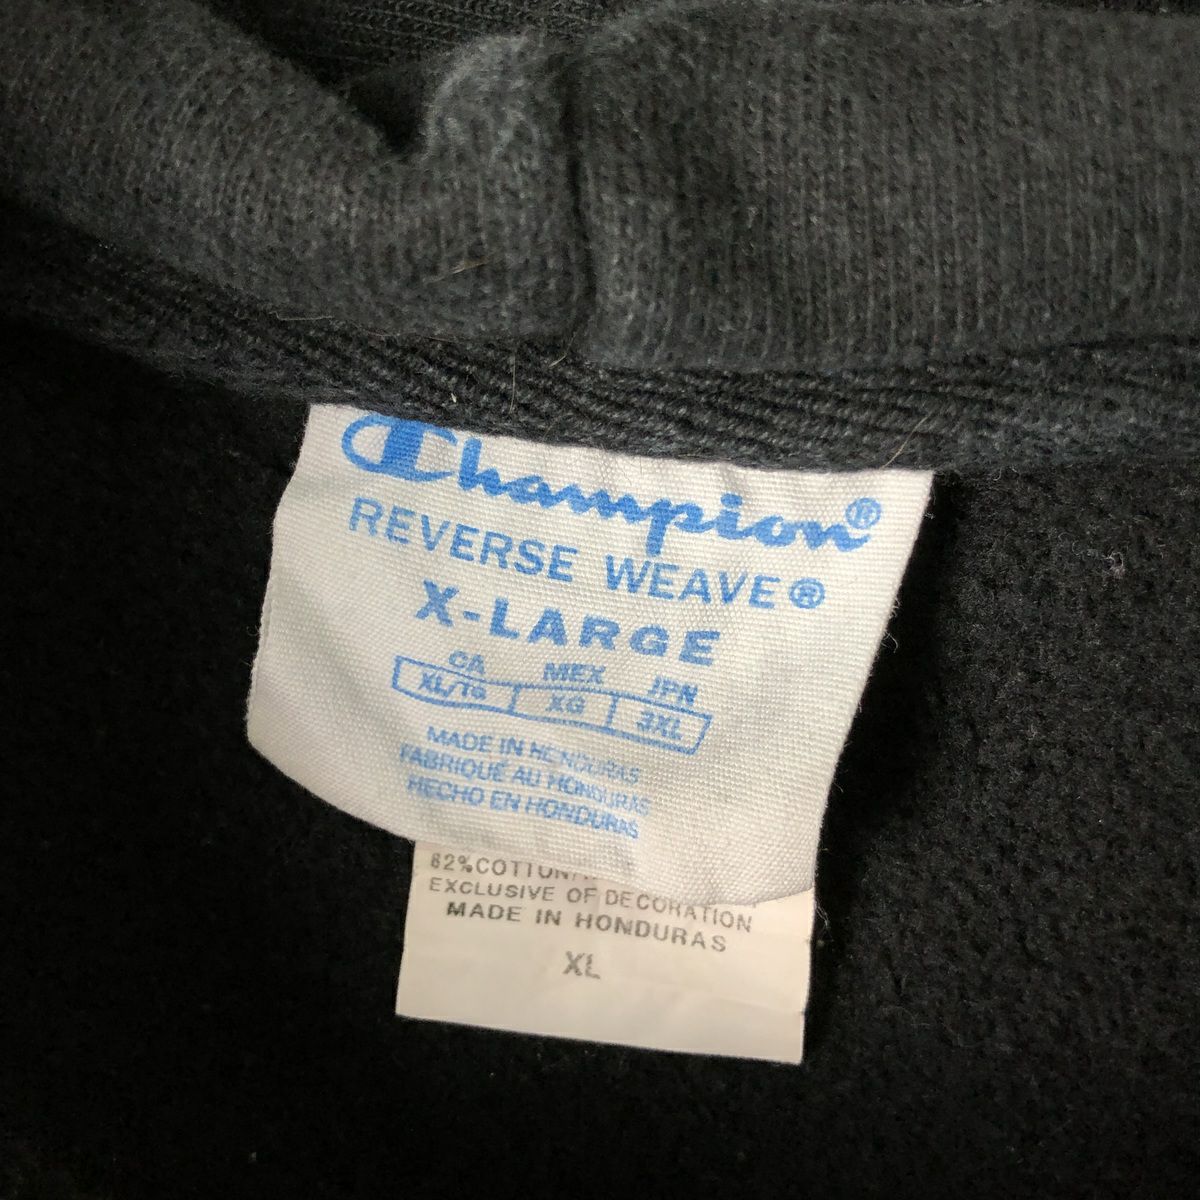 Champion®
REVERSE WEAVE®
X-LARGE
CA MEX JPN
XL/TG XG 3XL
MADE IN HONDURAS
FABRIQUÉ AU HONDURAS
HECHO EN HONDURAS
82%COTTON/
EXCLUSIVE OF DECORATION
MADE IN HONDURAS
XL